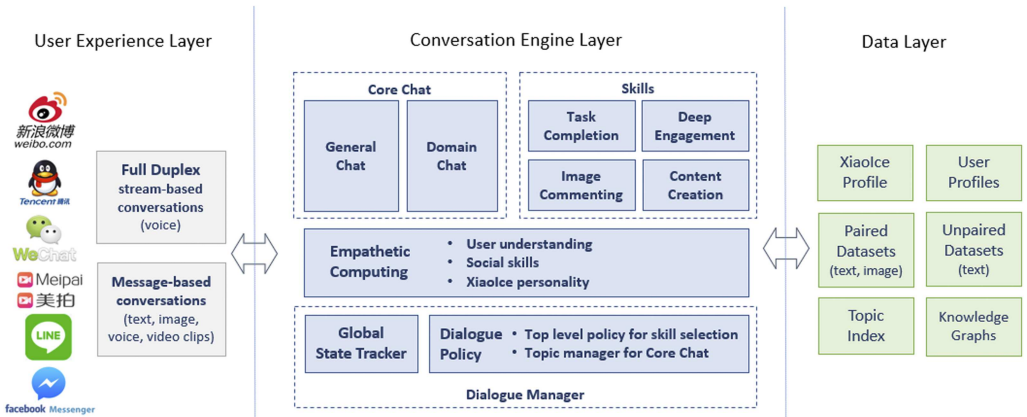 User Experience Layer
新浪微博
weibo.com
Tencent 腾讯
WeChat
Meipai
美拍
LINE
facebook Messenger
Full Duplex
stream-based
conversations
(voice)
Message-based
conversations
(text, image,
voice, video clips)
Conversation Engine Layer
Core Chat
General
Chat
Domain
Chat
Skills
Task
Completion
Deep
Engagement
Image
Commenting
Content
Creation
Empathetic
Computing
• User understanding
• Social skills
• XiaoIce personality
Global
State Tracker
Dialogue
Policy
• Top level policy for skill selection
• Topic manager for Core Chat
Dialogue Manager
Data Layer
XiaoIce
Profile
User
Profiles
Paired
Datasets
(text, image)
Unpaired
Datasets
(text)
Topic
Index
Knowledge
Graphs